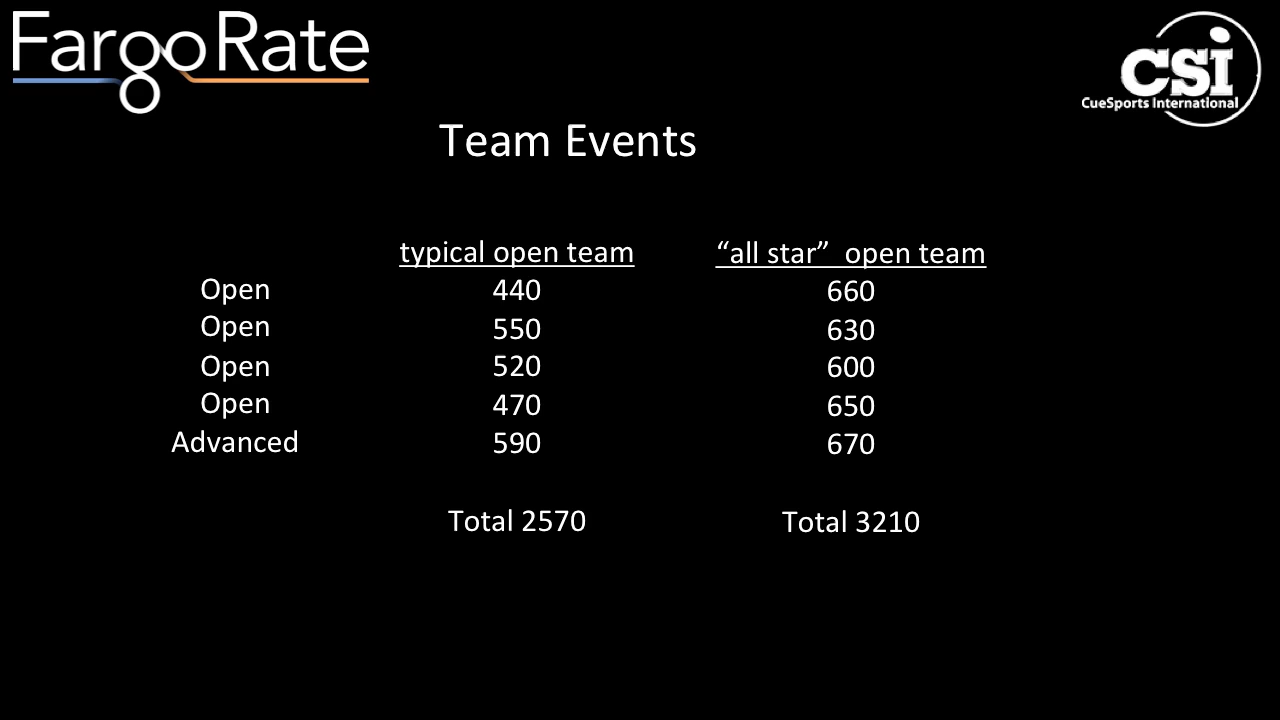 FargoRate
CSI
CueSports International
Team Events
typical open team “all star” open team
Open 440 660
Open 550 630
Open 520 600
Open 470 650
Advanced 590 670
Total 2570 Total 3210